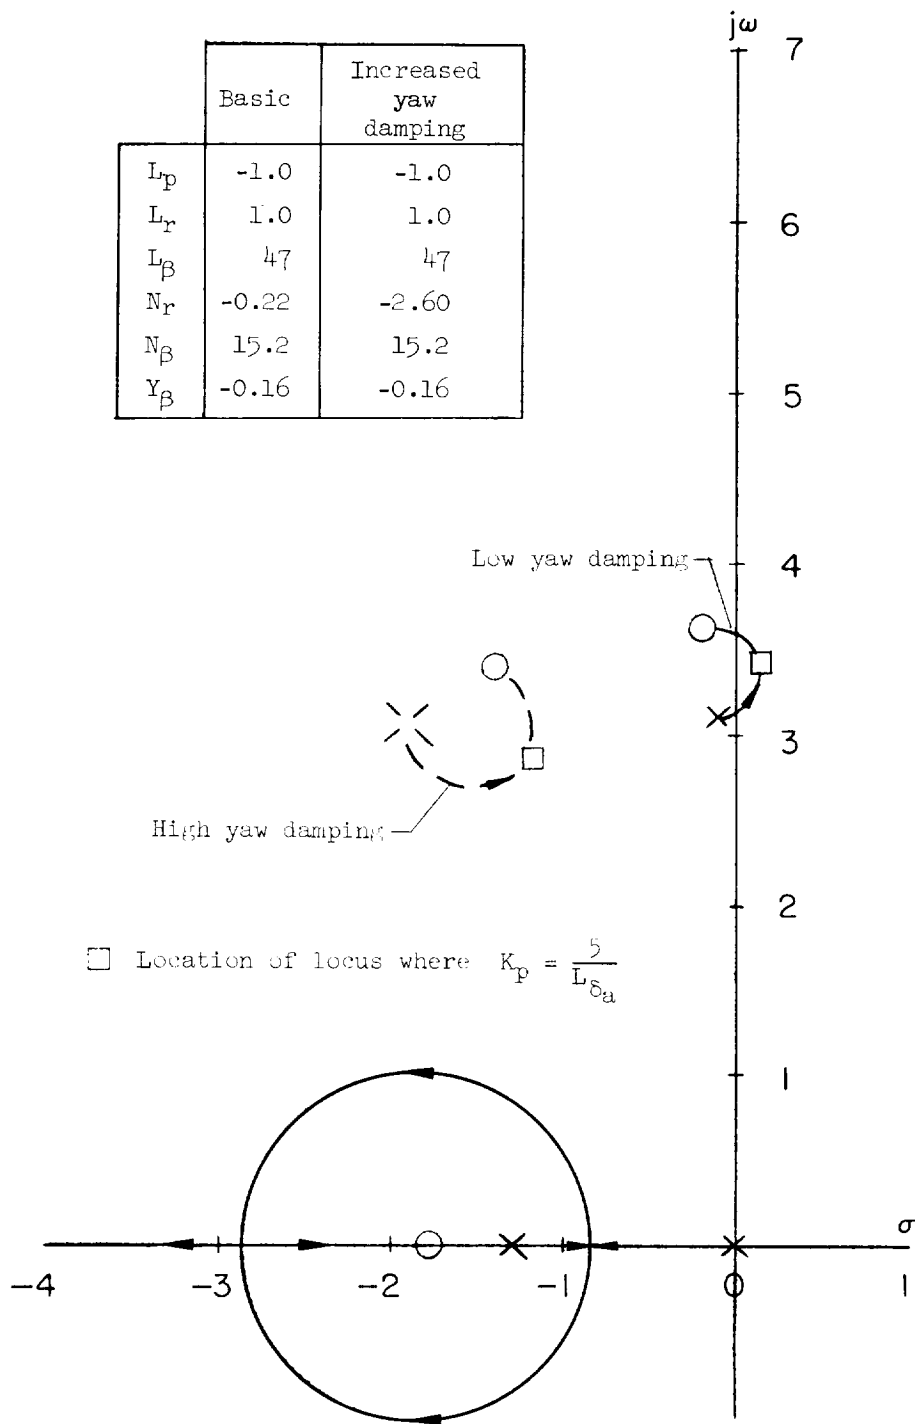 jω
7
Basic Increased yaw damping
L_p -1.0 -1.0
L_r 1.0 1.0
L_β 47 47
N_r -0.22 -2.60
N_β 15.2 15.2
Y_β -0.16 -0.16
6
5
Low yaw damping
4
3
High yaw damping
2
Location of locus where K_p = 5/L_δ_a
1
σ
-4 -3 -2 -1 0 1